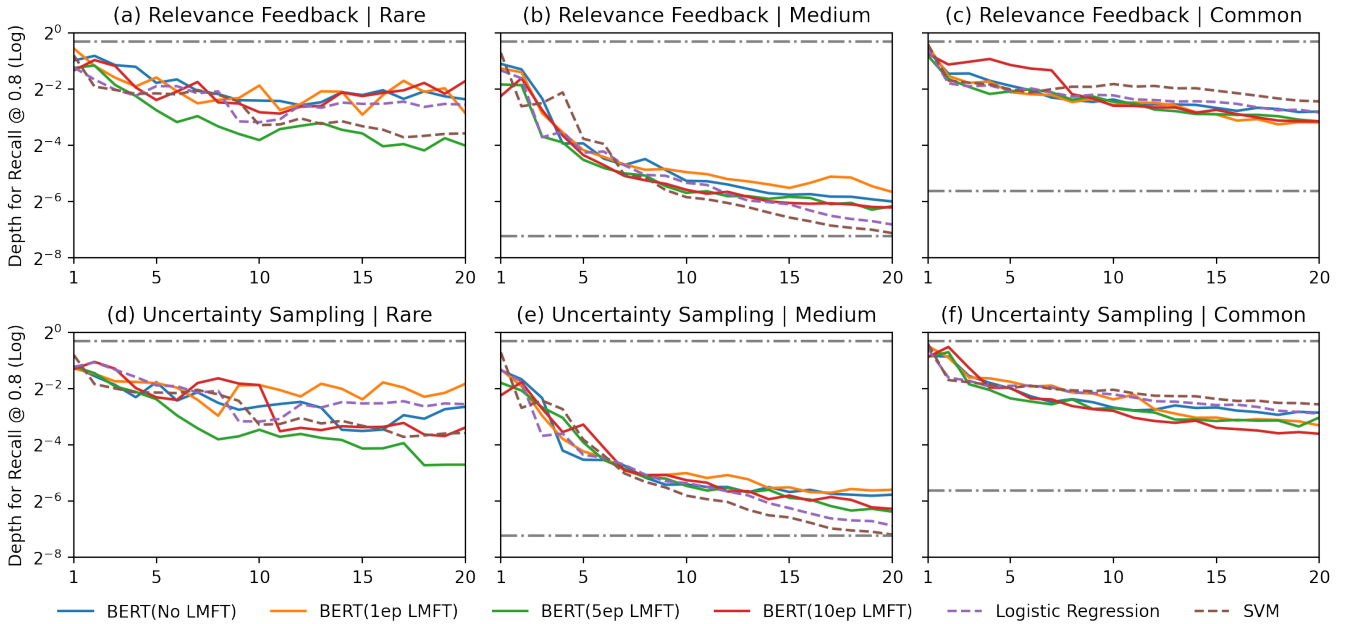 (a) Relevance Feedback | Rare
(b) Relevance Feedback | Medium
(c) Relevance Feedback | Common
Depth for Recall @ 0.8 (Log)
2⁰
2⁻²
2⁻⁴
2⁻⁶
2⁻⁸
1 5 10 15 20
1 5 10 15 20
1 5 10 15 20
(d) Uncertainty Sampling | Rare
(e) Uncertainty Sampling | Medium
(f) Uncertainty Sampling | Common
Depth for Recall @ 0.8 (Log)
2⁰
2⁻²
2⁻⁴
2⁻⁶
2⁻⁸
1 5 10 15 20
1 5 10 15 20
1 5 10 15 20
BERT(No LMFT) BERT(1ep LMFT) BERT(5ep LMFT) BERT(10ep LMFT) Logistic Regression SVM